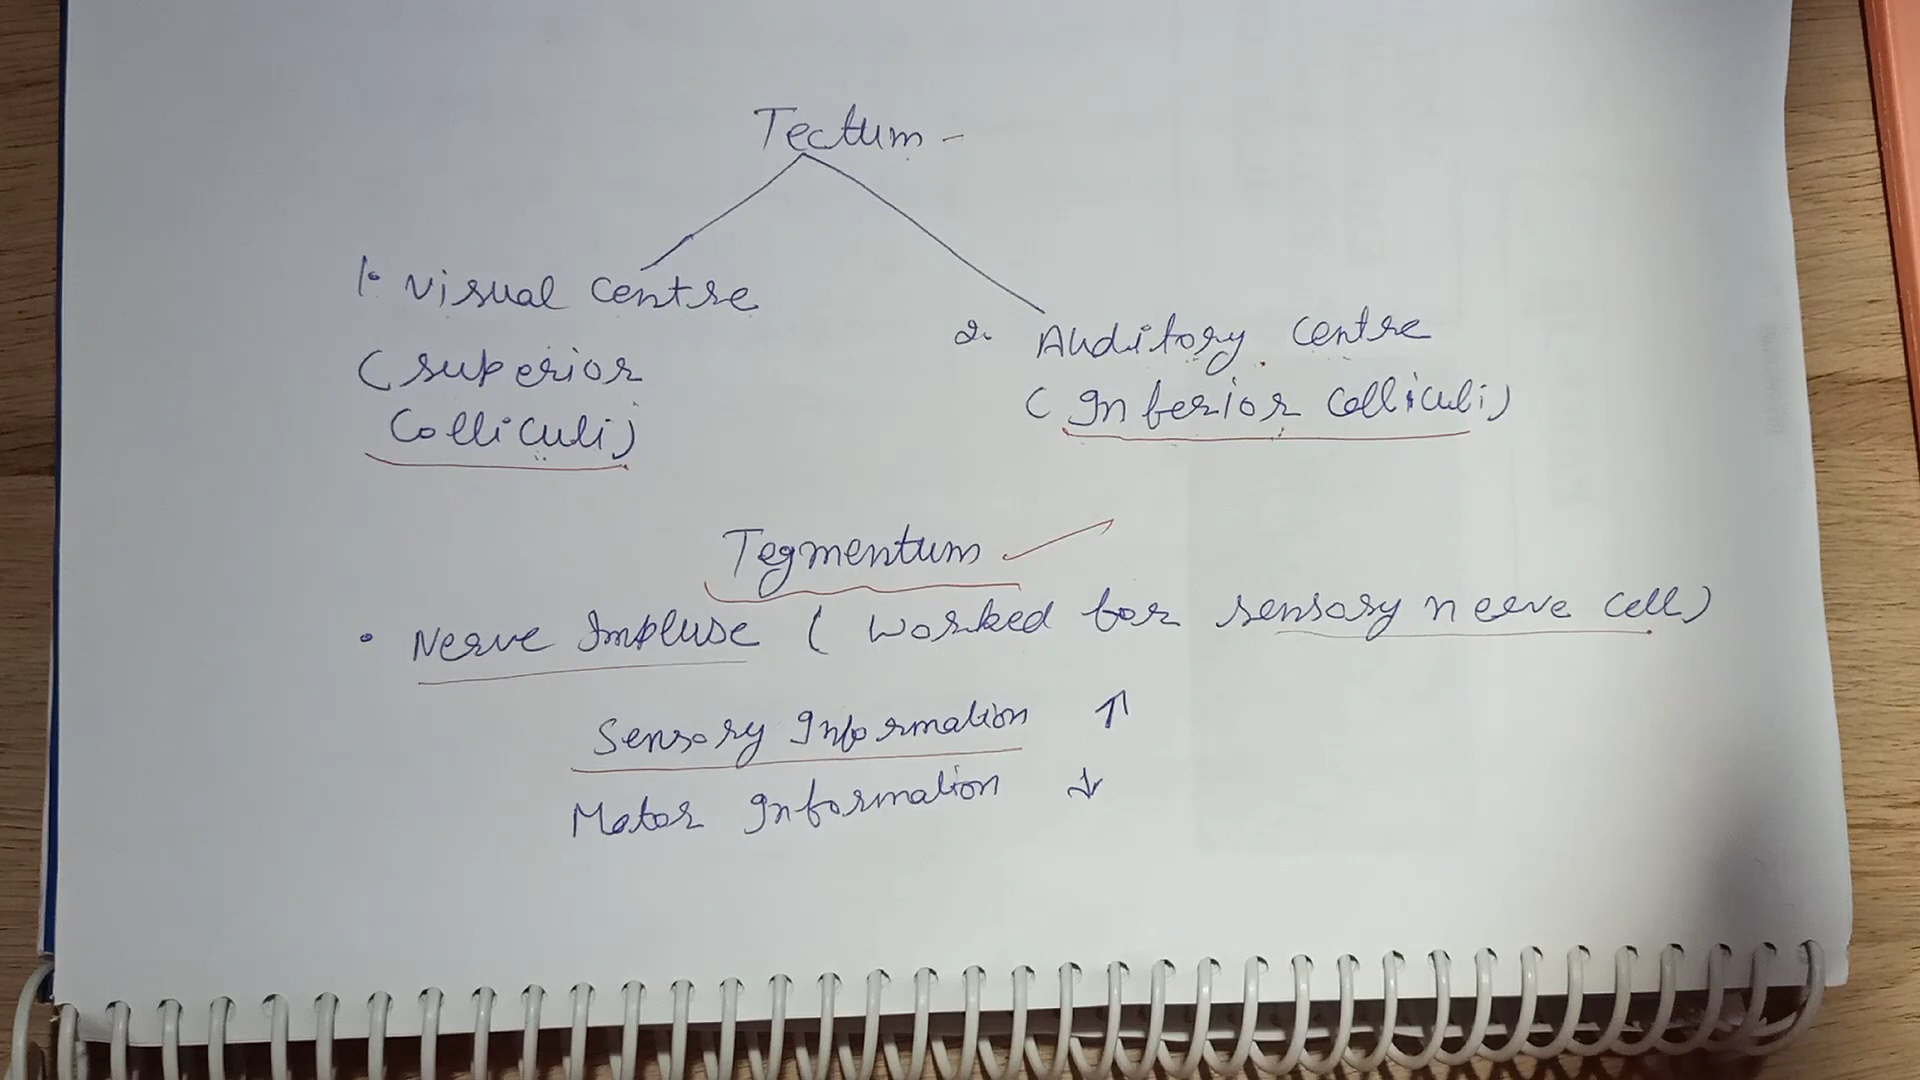 Tectum -
1. Visual Centre
(superior
Colliculi)
2. Auditory Centre
(Inferior Colliculi)
Tegmentum
• Nerve Impluse (Worked for sensory nerve cell)
Sensory Information ↑
Motor Information ↓